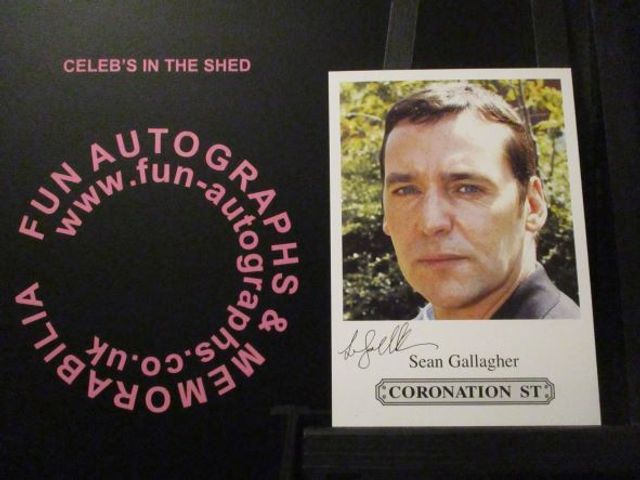 CELEB'S IN THE SHED
FUN AUTOGRAPHS & MEMORABILIA
www.fun-autographs.co.uk
Sean Gallagher
CORONATION ST